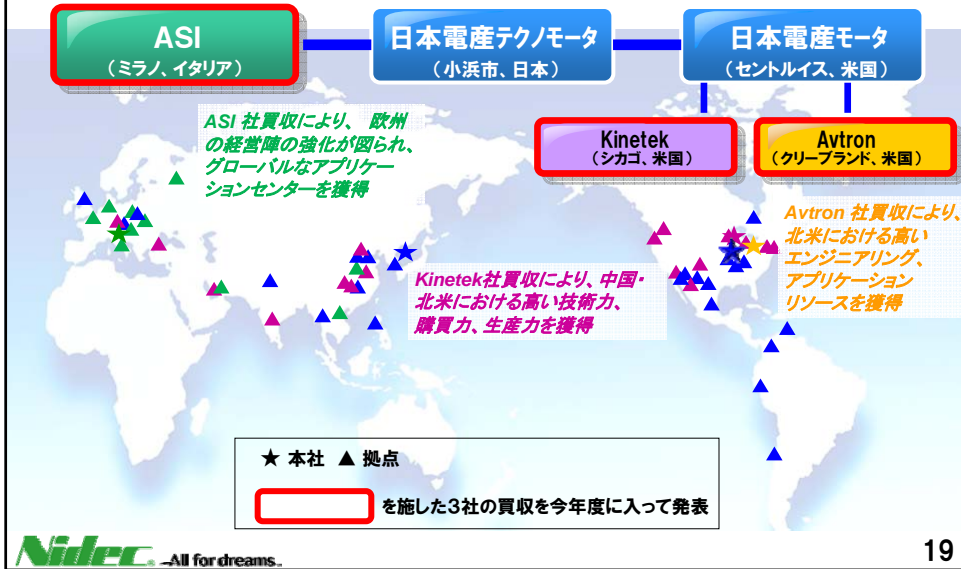 ASI
（ミラノ、イタリア）
日本電産テクノモータ
（小浜市、日本）
日本電産モータ
（セントルイス、米国）
Kinetek
（シカゴ、米国）
Avtron
（クリーブランド、米国）
ASI 社買収により、 欧州
の経営陣の強化が図られ、
グローバルなアプリケー
ションセンターを獲得
Kinetek社買収により、中国・
北米における高い技術力、
購買力、生産力を獲得
Avtron 社買収により、
北米における高い
エンジニアリング、
アプリケーション
リソースを獲得
★ 本社 ▲ 拠点
を施した3社の買収を今年度に入って発表
Nidec -All for dreams.
19